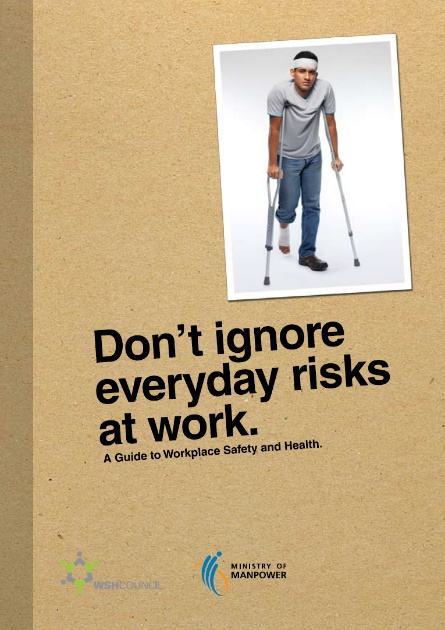 Don't ignore
everyday risks
at work.
A Guide to Workplace Safety and Health.
WSHCOUNCIL
MINISTRY OF
MANPOWER